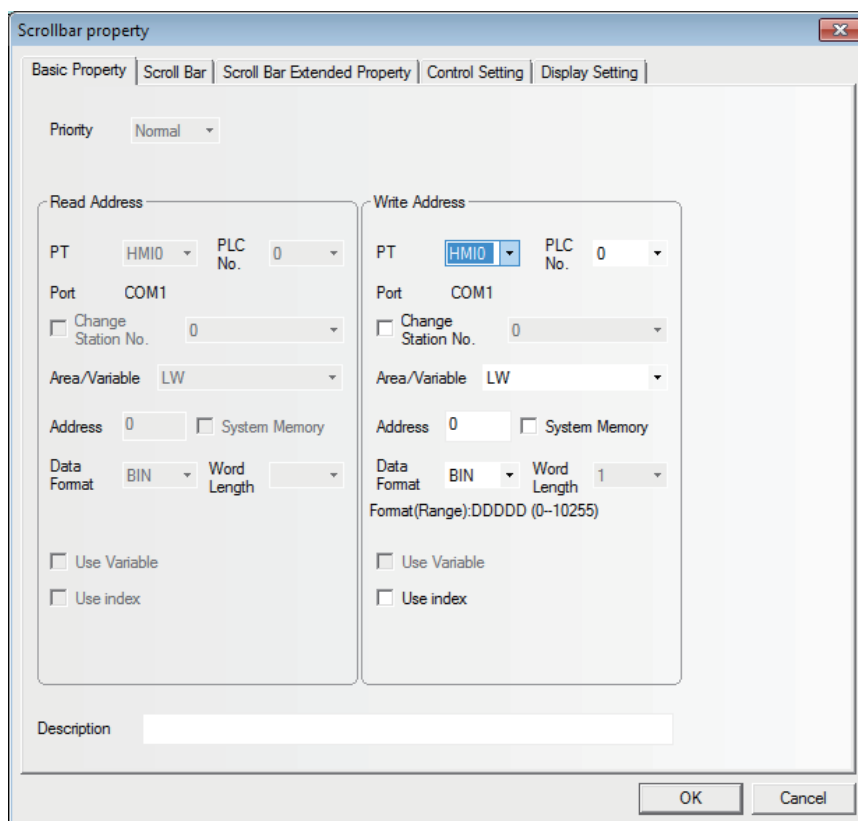 Scrollbar property
Basic Property Scroll Bar Scroll Bar Extended Property Control Setting Display Setting
Priority Normal
Read Address
PT HMI0 PLC No. 0
Port COM1
Change Station No. 0
Area/Variable LW
Address 0 System Memory
Data Format BIN Word Length
Use Variable
Use index
Write Address
PT HMI0 PLC No. 0
Port COM1
Change Station No. 0
Area/Variable LW
Address 0 System Memory
Data Format BIN Word Length 1
Format(Range):DDDDD (0--10255)
Use Variable
Use index
Description
OK Cancel